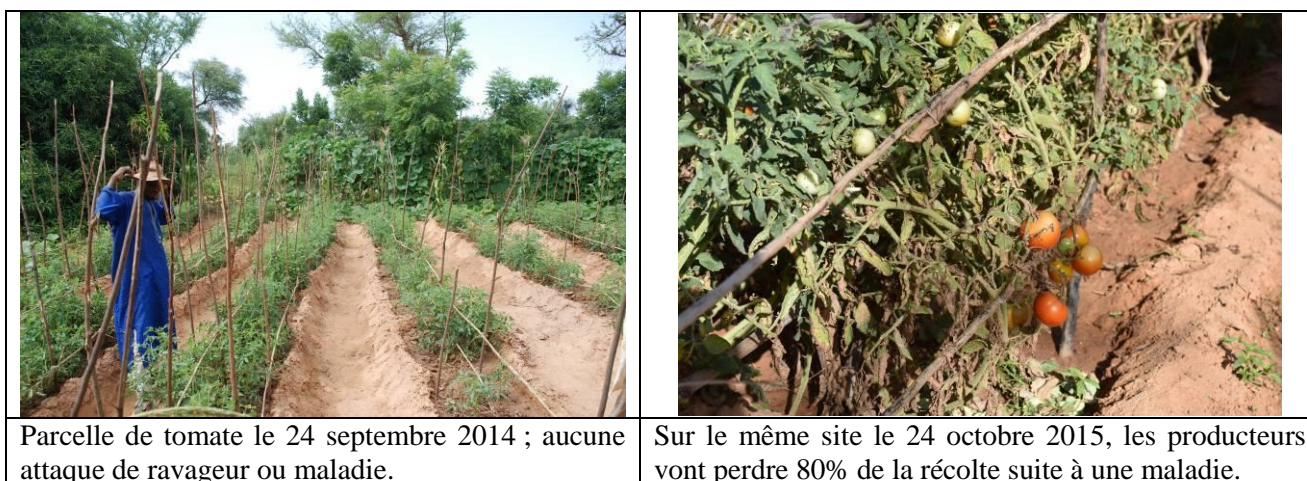 Parcelle de tomate le 24 septembre 2014 ; aucune
attaque de ravageur ou maladie.
Sur le même site le 24 octobre 2015, les producteurs
vont perdre 80% de la récolte suite à une maladie.